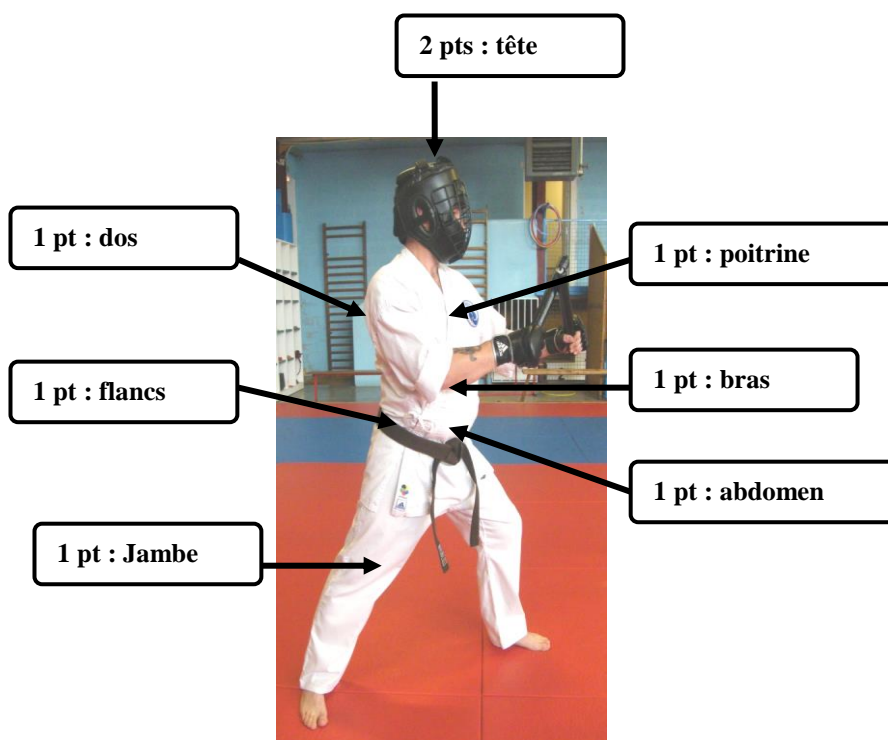 2 pts : tête
1 pt : dos
1 pt : poitrine
1 pt : flancs
1 pt : bras
1 pt : abdomen
1 pt : Jambe